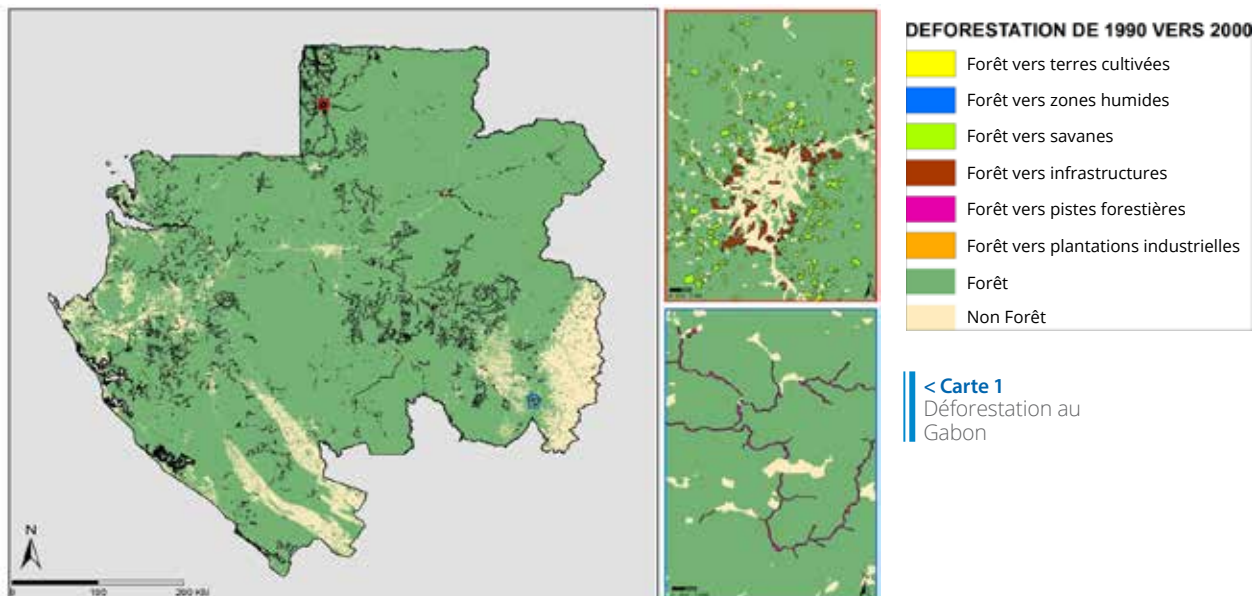 DEFORESTATION DE 1990 VERS 2000
Forêt vers terres cultivées
Forêt vers zones humides
Forêt vers savanes
Forêt vers infrastructures
Forêt vers pistes forestières
Forêt vers plantations industrielles
Forêt
Non Forêt
< Carte 1
Déforestation au
Gabon
N
0 100 200 KM